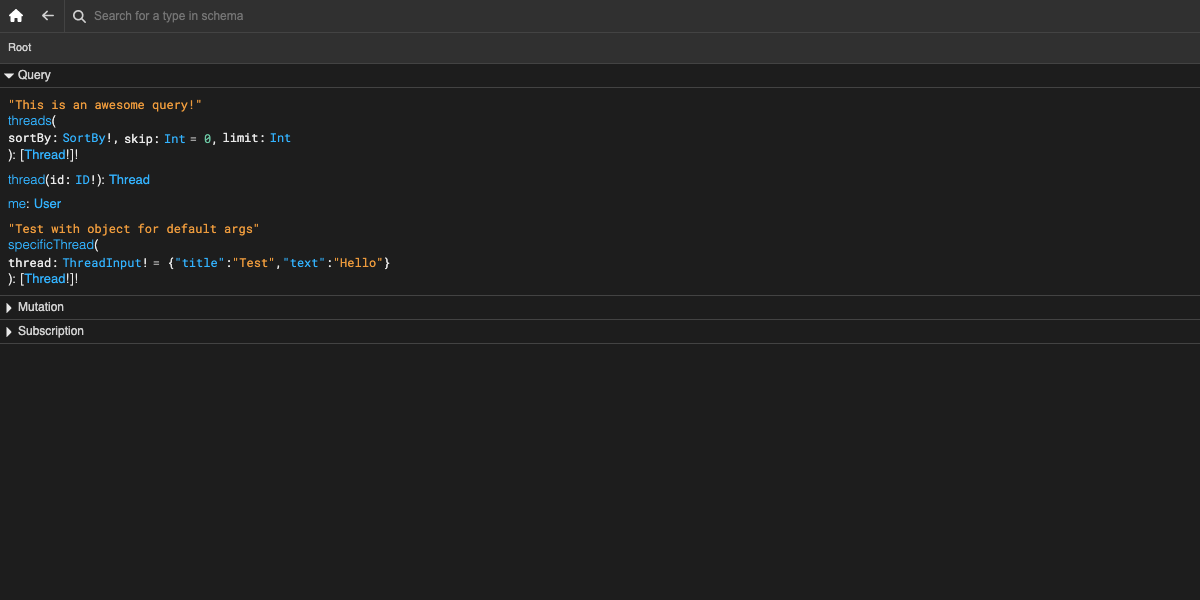 Search for a type in schema
Root
Query
"This is an awesome query!"
threads(
sortBy: SortBy!, skip: Int = 0, limit: Int
): [Thread!]!
thread(id: ID!): Thread
me: User
"Test with object for default args"
specificThread(
thread: ThreadInput! = {"title":"Test","text":"Hello"}
): [Thread!]!
Mutation
Subscription